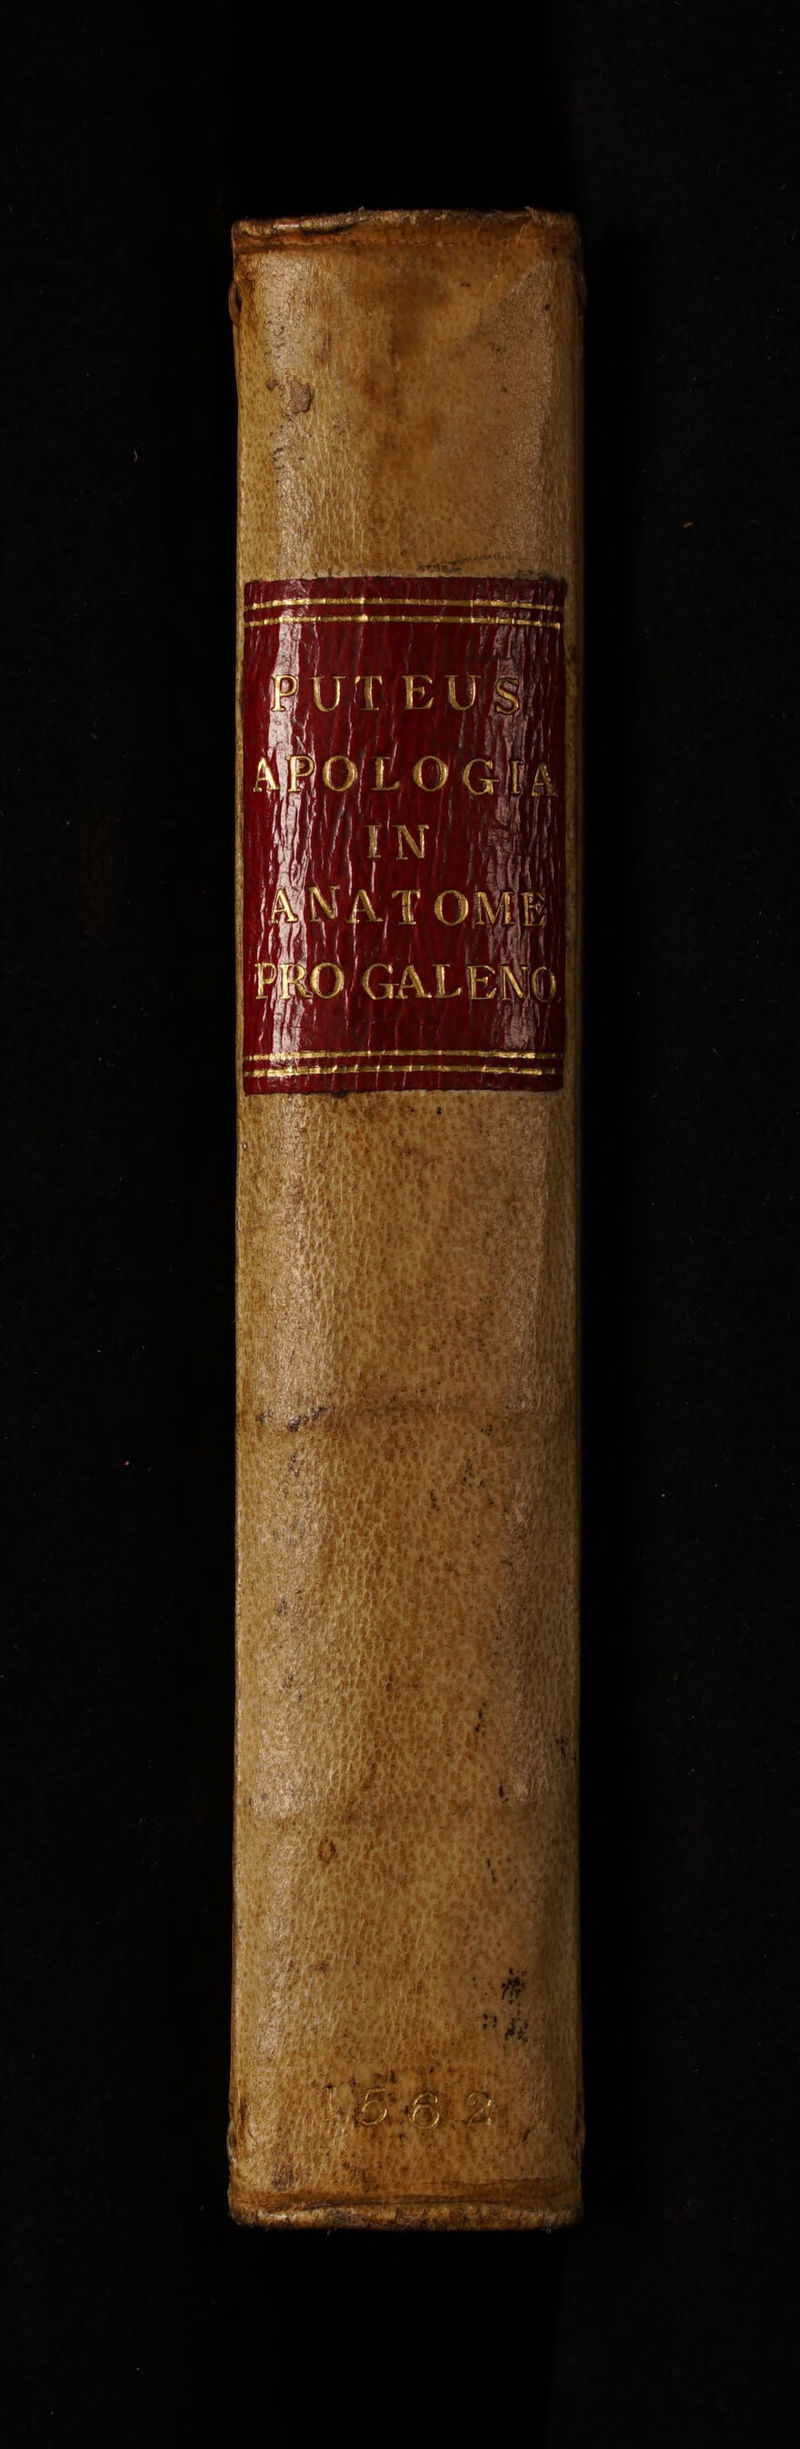 PUTEUS
APOLOGIA
IN
ANATOME
PRO GALENO.
1562